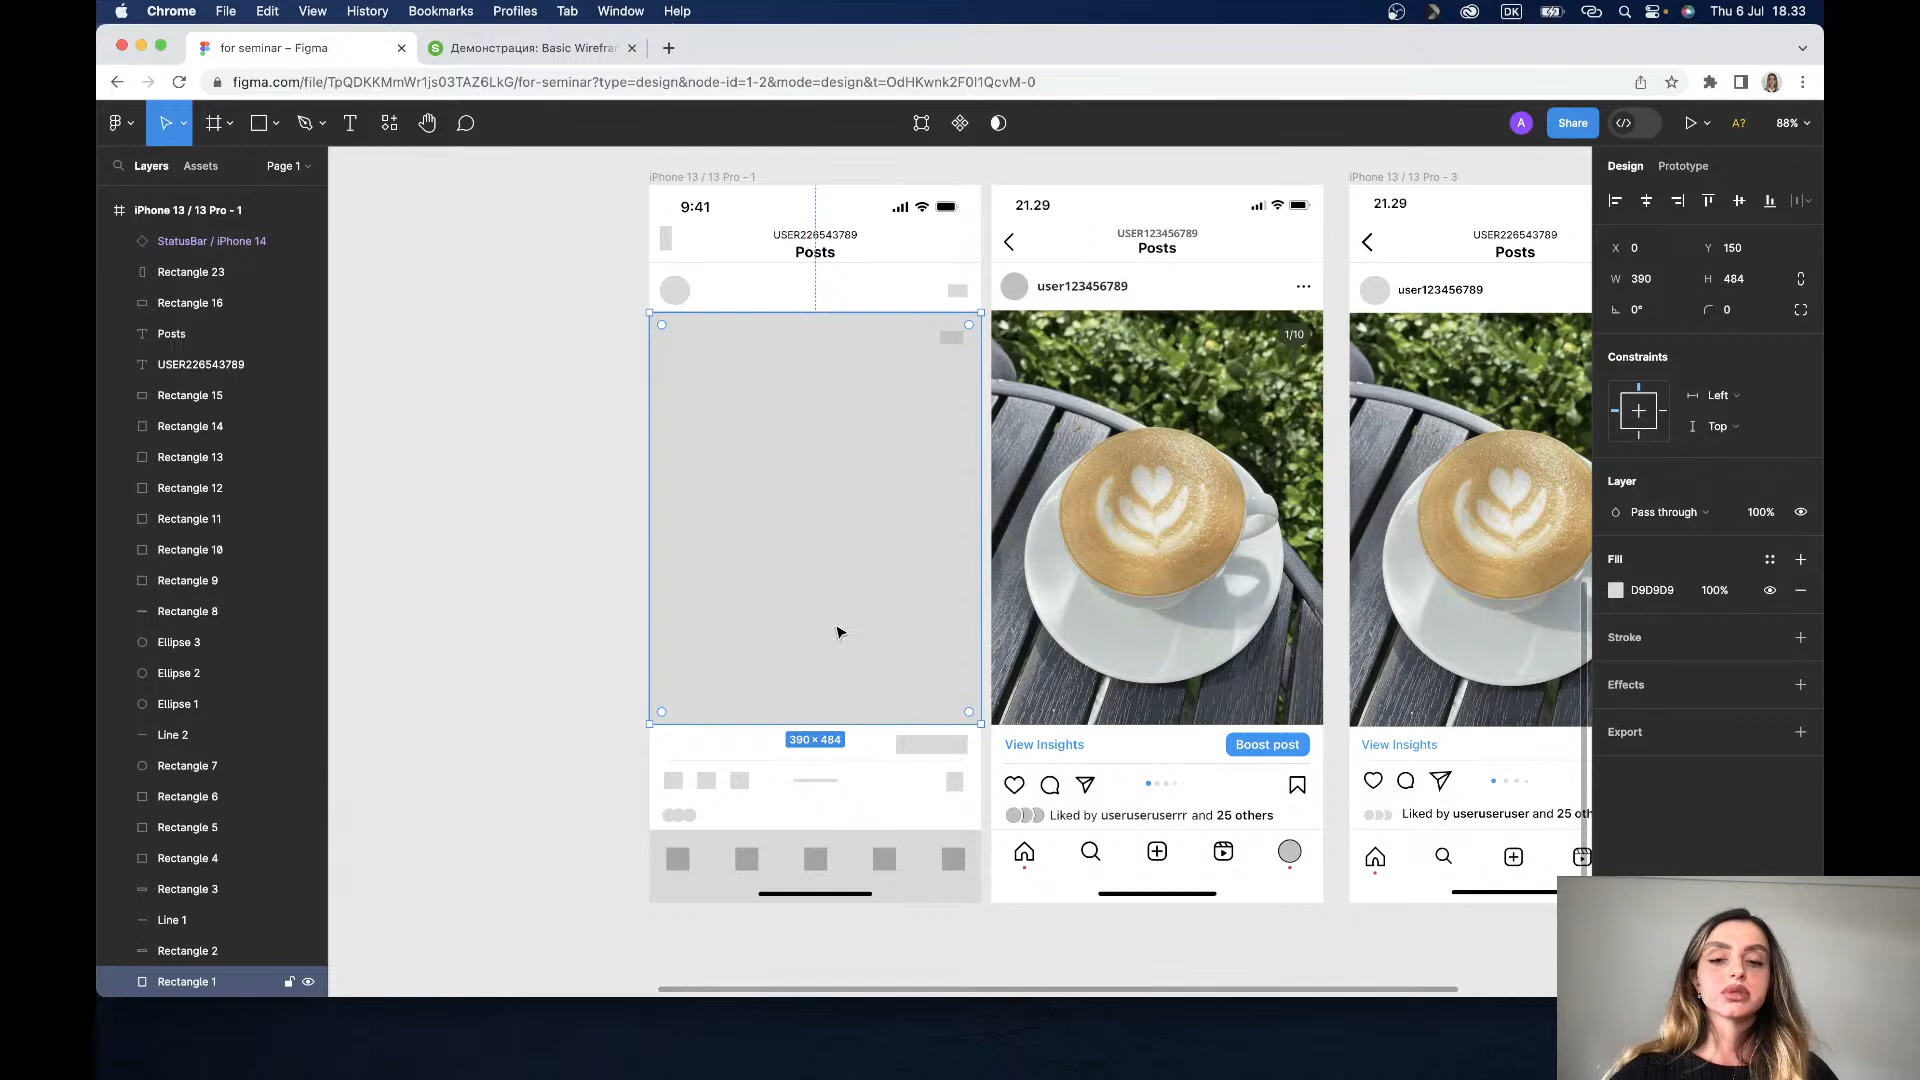 Chrome File Edit View History Bookmarks Profiles Tab Window Help DK Thu 6 Jul 18.33
for seminar – Figma
Демонстрация: Basic Wirefra
figma.com/file/TpQDKKMmWr1js03TAZ6LkG/for-seminar?type=design&node-id=1-2&mode=design&t=OdHKwnk2F0I1QcvM-0
A Share A? 88%
Layers Assets Page 1
iPhone 13 / 13 Pro - 1
StatusBar / iPhone 14
Rectangle 23
Rectangle 16
Posts
USER226543789
Rectangle 15
Rectangle 14
Rectangle 13
Rectangle 12
Rectangle 11
Rectangle 10
Rectangle 9
Rectangle 8
Ellipse 3
Ellipse 2
Ellipse 1
Line 2
Rectangle 7
Rectangle 6
Rectangle 5
Rectangle 4
Rectangle 3
Line 1
Rectangle 2
Rectangle 1
iPhone 13 / 13 Pro - 1
9:41
USER226543789
Posts
390 × 484
21.29
USER123456789
Posts
user123456789
1/10
View Insights Boost post
Liked by useruseruserrr and 25 others
iPhone 13 / 13 Pro - 3
21.29
USER226543789
Posts
user123456789
View Insights
Liked by useruseruser and 25 oth
Design Prototype
X 0 Y 150
W 390 H 484
0° 0
Constraints
Left
Top
Layer
Pass through 100%
Fill
D9D9D9 100%
Stroke
Effects
Export